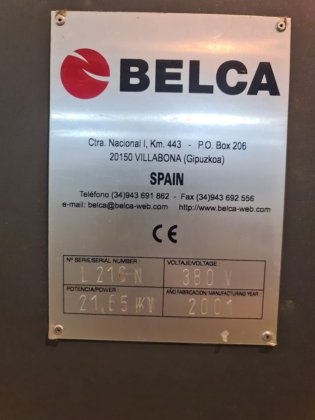 BELCA
Ctra. Nacional I, Km. 443 - P.O. Box 206
20150 VILLABONA (Gipuzkoa)
SPAIN
Teléfono (34)943 691 862 - Fax (34)943 692 556
e-mail: belca@belca-web.com http://www.belca-web.com
CE
Nº SERIE/SERIAL NUMBER: VOLTAJE/VOLTAGE:
L 216 N 380 V
POTENCIA/POWER: AÑO FABRICACION, MANUFACTURING YEAR
21,65 KW 2001